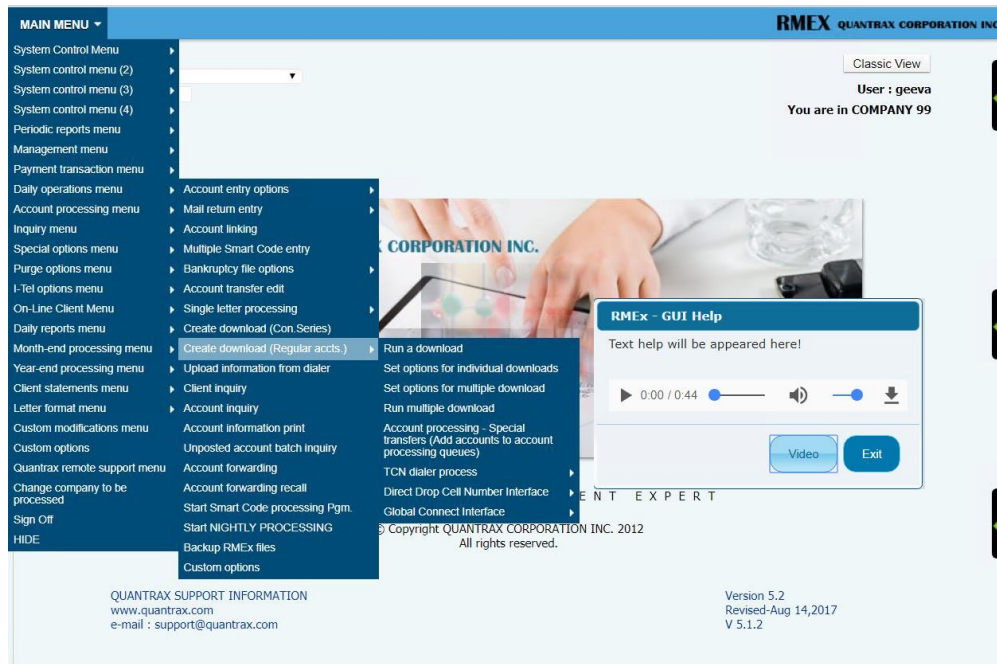 MAIN MENU
RMEX QUANTRAX CORPORATION INC
Classic View
User : geeva
You are in COMPANY 99
System Control Menu
System control menu (2)
System control menu (3)
System control menu (4)
Periodic reports menu
Management menu
Payment transaction menu
Daily operations menu
Account processing menu
Inquiry menu
Special options menu
Purge options menu
I-Tel options menu
On-Line Client Menu
Daily reports menu
Month-end processing menu
Year-end processing menu
Client statements menu
Letter format menu
Custom modifications menu
Custom options
Quantrax remote support menu
Change company to be
processed
Sign Off
HIDE
Account entry options
Mail return entry
Account linking
Multiple Smart Code entry
Bankruptcy file options
Account transfer edit
Single letter processing
Create download (Con.Series)
Create download (Regular accts.)
Upload information from dialer
Client inquiry
Account inquiry
Account information print
Unposted account batch inquiry
Account forwarding
Account forwarding recall
Start Smart Code processing Pgm.
Start NIGHTLY PROCESSING
Backup RMEx files
Custom options
Run a download
Set options for individual downloads
Set options for multiple download
Run multiple download
Account processing - Special
transfers (Add accounts to account
processing queues)
TCN dialer process
Direct Drop Cell Number Interface
Global Connect Interface
CORPORATION INC.
RMEx - GUI Help
Text help will be appeared here!
0:00 / 0:44
Video
Exit
ENT EXPERT
© Copyright QUANTRAX CORPORATION INC. 2012
All rights reserved.
QUANTRAX SUPPORT INFORMATION
www.quantrax.com
e-mail : support@quantrax.com
Version 5.2
Revised-Aug 14,2017
V 5.1.2